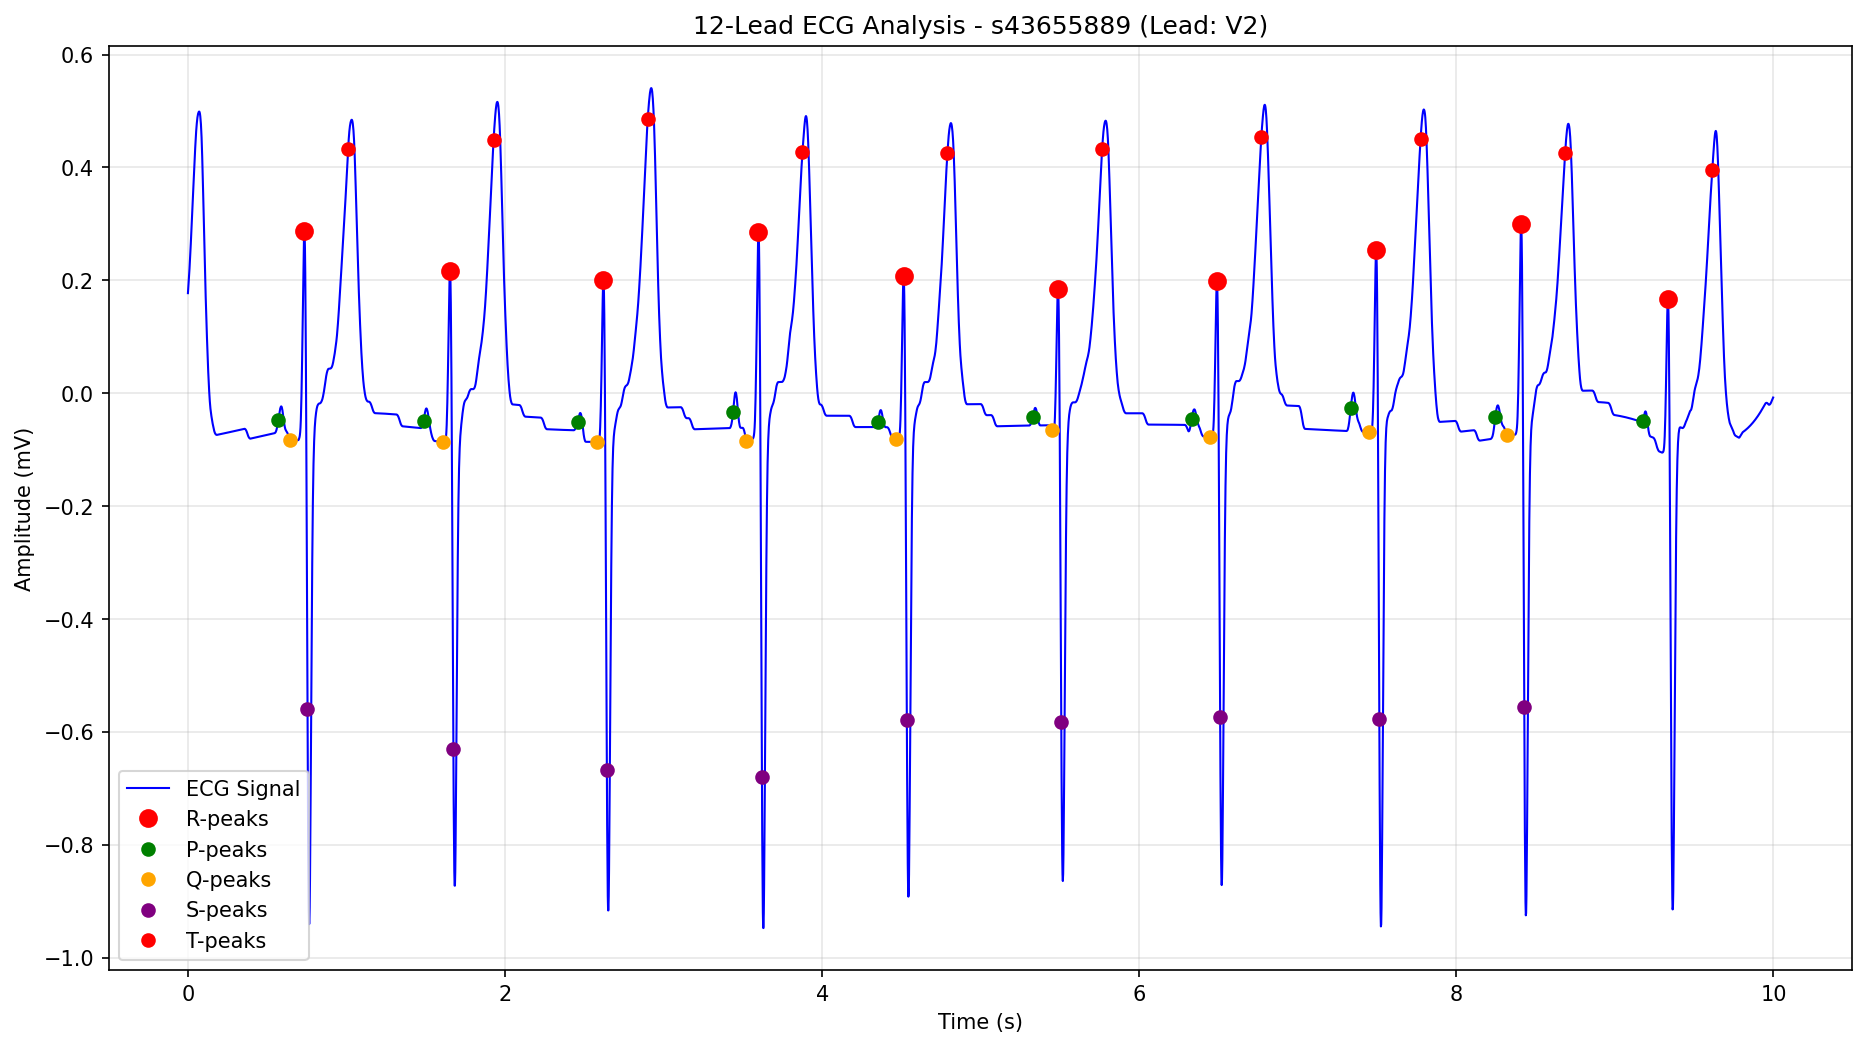 12-Lead ECG Analysis - s43655889 (Lead: V2)
0.6
0.4
0.2
0.0
−0.2
−0.4
−0.6
−0.8
−1.0
Amplitude (mV)
ECG Signal
R-peaks
P-peaks
Q-peaks
S-peaks
T-peaks
0 2 4 6 8 10
Time (s)